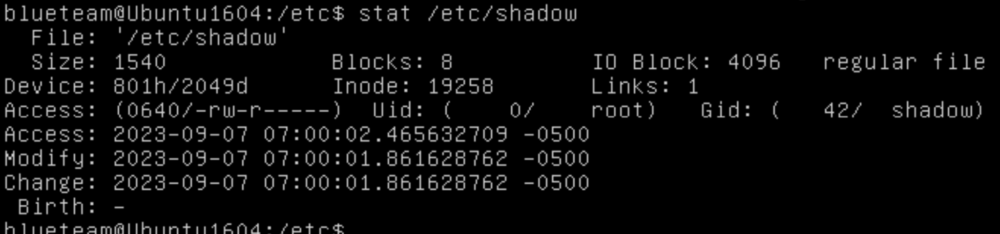 blueteam@Ubuntu1604:/etc$ stat /etc/shadow
  File: '/etc/shadow'
  Size: 1540            Blocks: 8          IO Block: 4096   regular file
Device: 801h/2049d      Inode: 19258       Links: 1
Access: (0640/-rw-r-----)  Uid: (    0/    root)   Gid: (   42/  shadow)
Access: 2023-09-07 07:00:02.465632709 -0500
Modify: 2023-09-07 07:00:01.861628762 -0500
Change: 2023-09-07 07:00:01.861628762 -0500
 Birth: -
blueteam@Ubuntu1604:/etc$